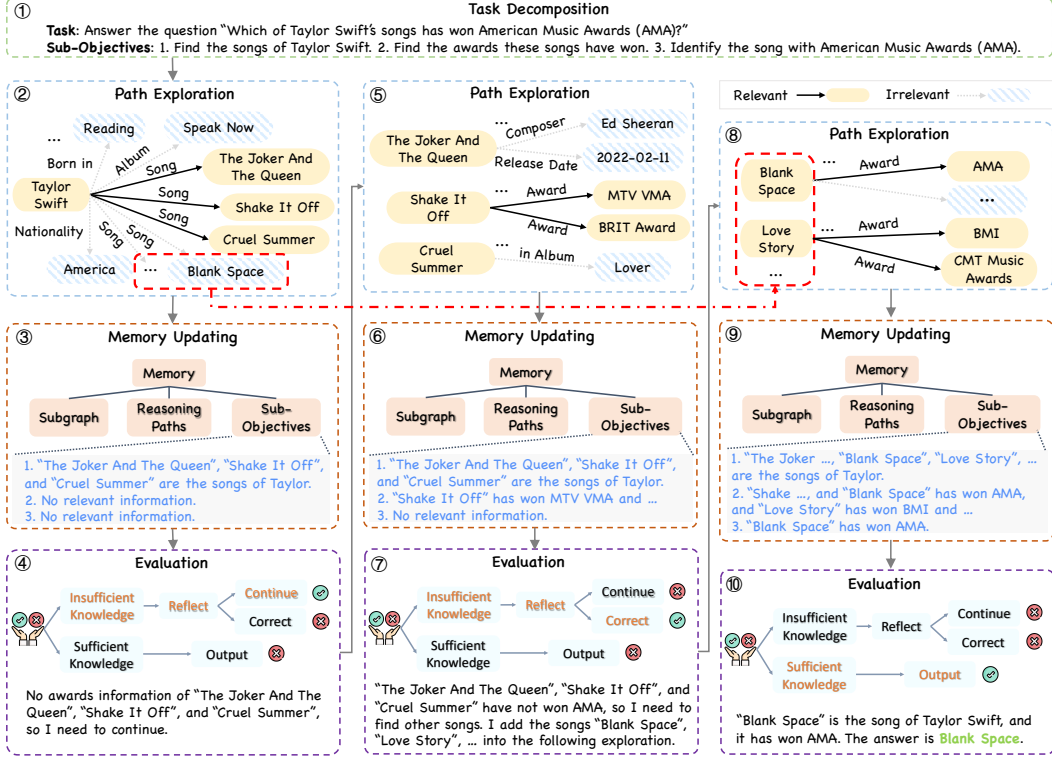 ① Task Decomposition
Task: Answer the question “Which of Taylor Swift’s songs has won American Music Awards (AMA)?”
Sub-Objectives: 1. Find the songs of Taylor Swift. 2. Find the awards these songs have won. 3. Identify the song with American Music Awards (AMA).
② Path Exploration
...
Reading
Speak Now
Born in
Album
Song
The Joker And
The Queen
Taylor
Swift
Song
Shake It Off
Song
Cruel Summer
Nationality
Song
Song
America
...
Blank Space
③ Memory Updating
Memory
Subgraph
Reasoning
Paths
Sub-
Objectives
1. “The Joker And The Queen”, “Shake It Off”,
and “Cruel Summer” are the songs of Taylor.
2. No relevant information.
3. No relevant information.
④ Evaluation
Insufficient
Knowledge
Reflect
Continue
Correct
Sufficient
Knowledge
Output
No awards information of “The Joker And The
Queen”, “Shake It Off”, and “Cruel Summer”,
so I need to continue.
⑤ Path Exploration
The Joker And
The Queen
...
Composer
Ed Sheeran
Release Date
2022-02-11
Shake It
Off
...
Award
MTV VMA
Award
BRIT Award
Cruel
Summer
...
in Album
Lover
⑥ Memory Updating
Memory
Subgraph
Reasoning
Paths
Sub-
Objectives
1. “The Joker And The Queen”, “Shake It Off”,
and “Cruel Summer” are the songs of Taylor.
2. “Shake It Off” has won MTV VMA and ...
3. No relevant information.
⑦ Evaluation
Insufficient
Knowledge
Reflect
Continue
Correct
Sufficient
Knowledge
Output
“The Joker And The Queen”, “Shake It Off”, and
“Cruel Summer” have not won AMA, so I need to
find other songs. I add the songs “Blank Space”,
“Love Story”, ... into the following exploration.
Relevant
Irrelevant
⑧ Path Exploration
Blank
Space
...
Award
AMA
...
Love
Story
...
Award
BMI
Award
CMT Music
Awards
...
⑨ Memory Updating
Memory
Subgraph
Reasoning
Paths
Sub-
Objectives
1. “The Joker ..., “Blank Space”, “Love Story”, ...
are the songs of Taylor.
2. “Shake ..., and “Blank Space” has won AMA,
and “Love Story” has won BMI and ...
3. “Blank Space” has won AMA.
⑩ Evaluation
Insufficient
Knowledge
Reflect
Continue
Correct
Sufficient
Knowledge
Output
“Blank Space” is the song of Taylor Swift, and
it has won AMA. The answer is Blank Space.